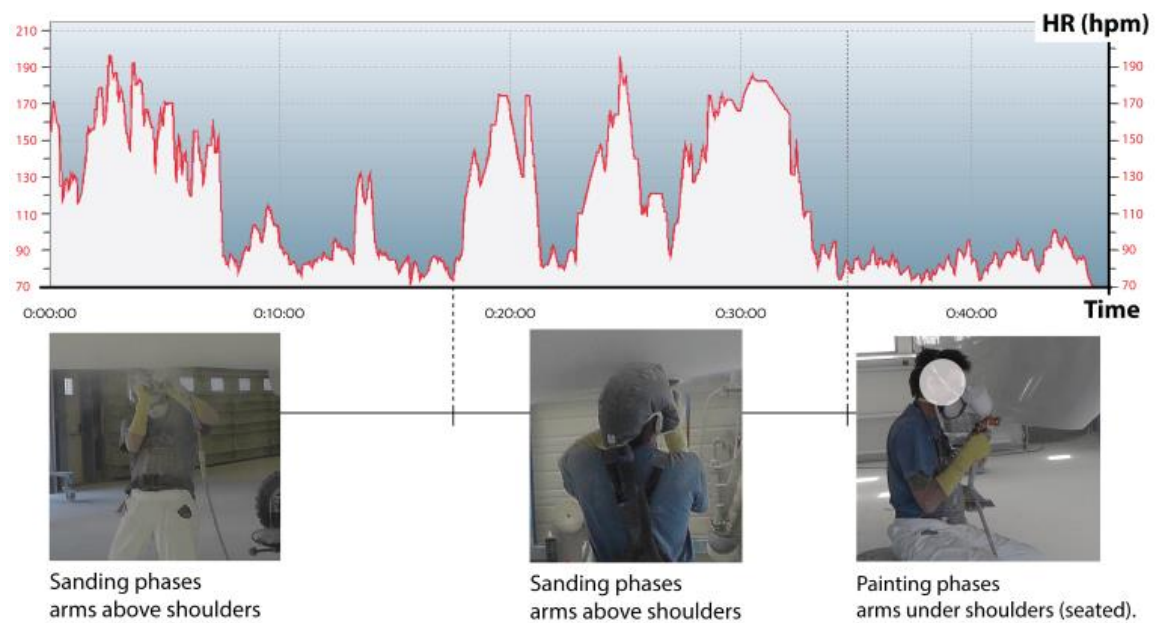 HR (hpm)
210
190
170
150
130
110
90
70
190
170
150
130
110
90
70
0:00:00
0:10:00
0:20:00
0:30:00
0:40:00
Time
Sanding phases
arms above shoulders
Sanding phases
arms above shoulders
Painting phases
arms under shoulders (seated).